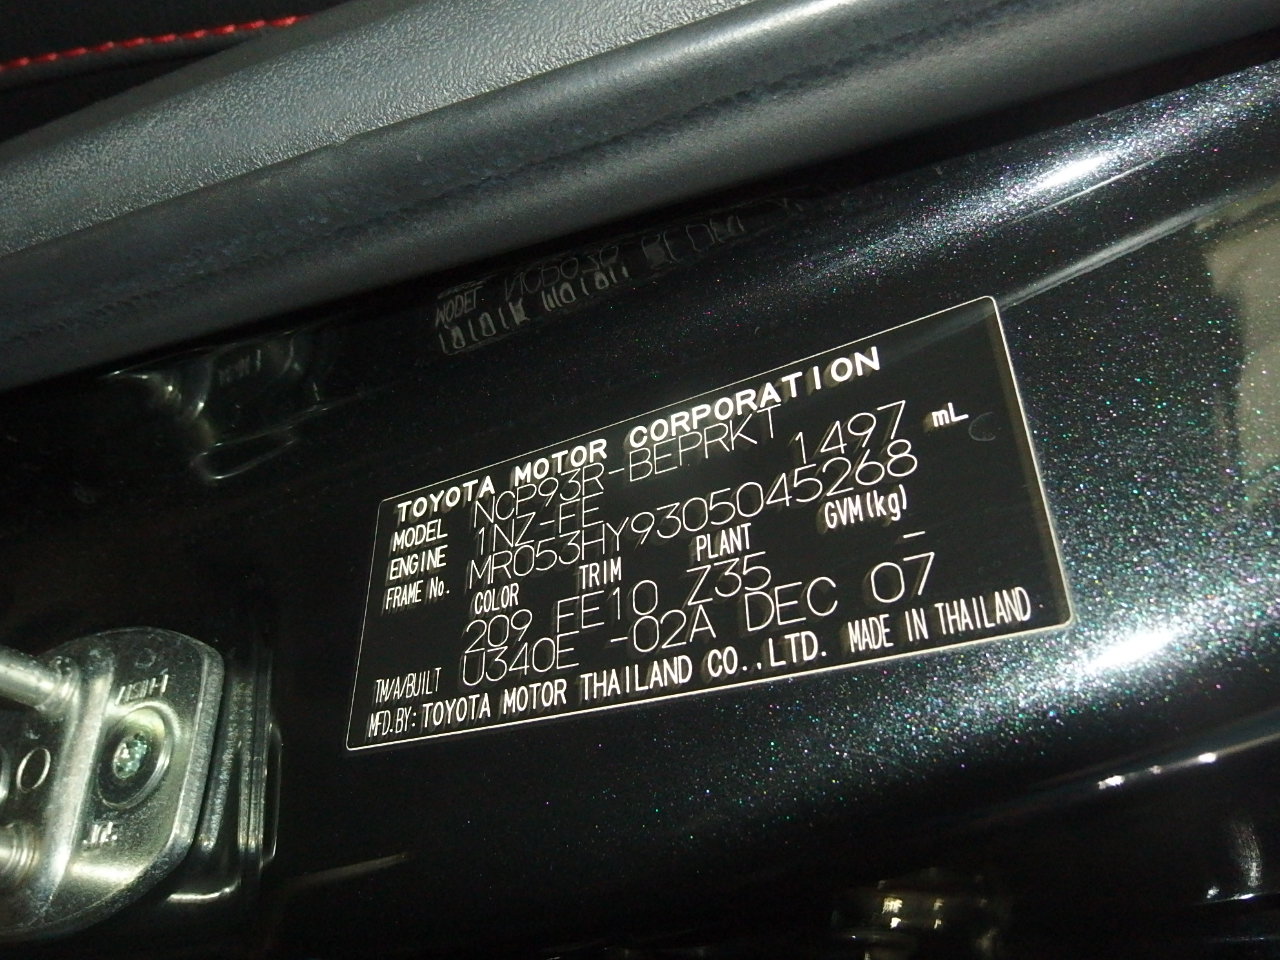 TOYOTA MOTOR CORPORATION
MODEL NCP93R-BEPRKT
ENGINE 1NZ-FE 1497 mL
FRAME No. MR053HY9305045268
COLOR TRIM PLANT GVM(kg)
209 FE10 Z35 -
TM/A/BUILT U340E -02A DEC 07
MFD.BY: TOYOTA MOTOR THAILAND CO.,LTD. MADE IN THAILAND